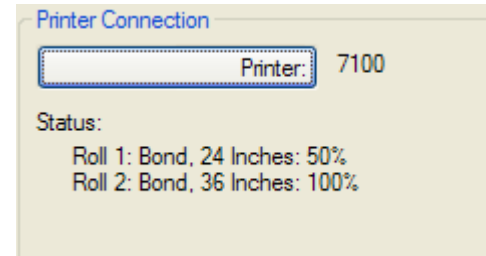 Printer Connection
Printer: 7100
Status:
Roll 1: Bond, 24 Inches: 50%
Roll 2: Bond, 36 Inches: 100%